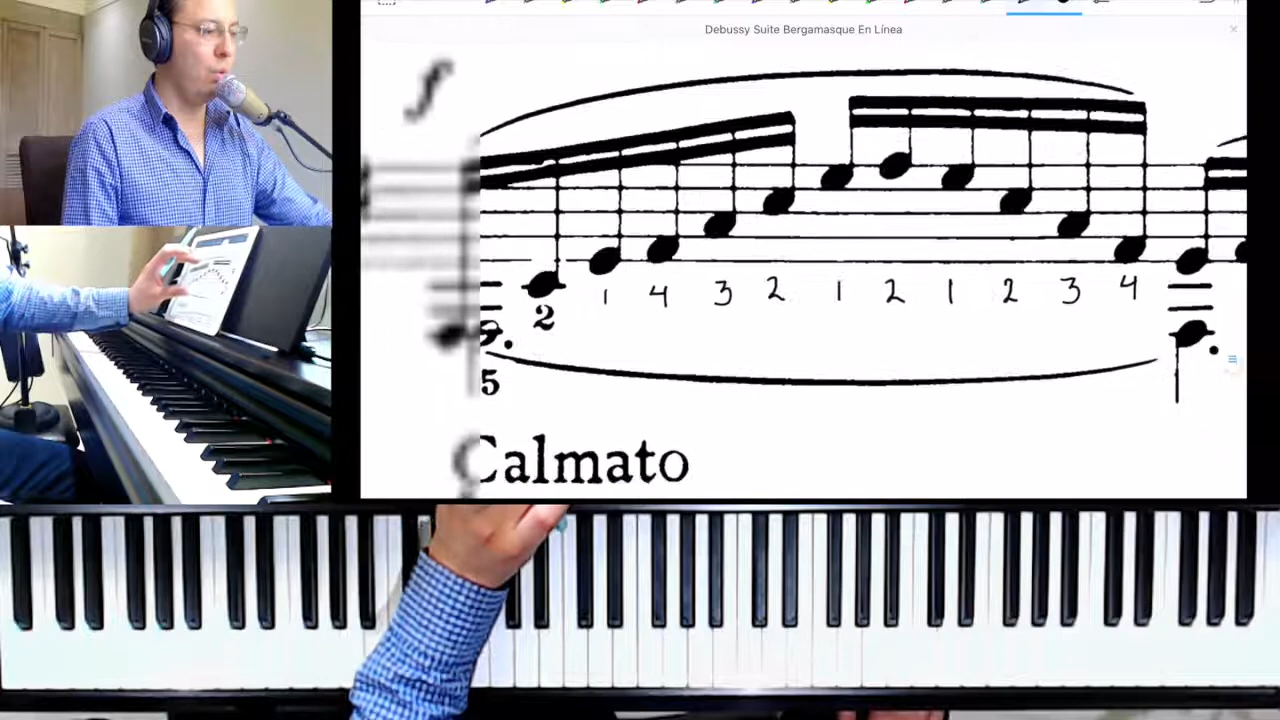 Debussy Suite Bergamasque En Línea
f
2 1 4 3 2 1 2 1 2 3 4
5
Calmato